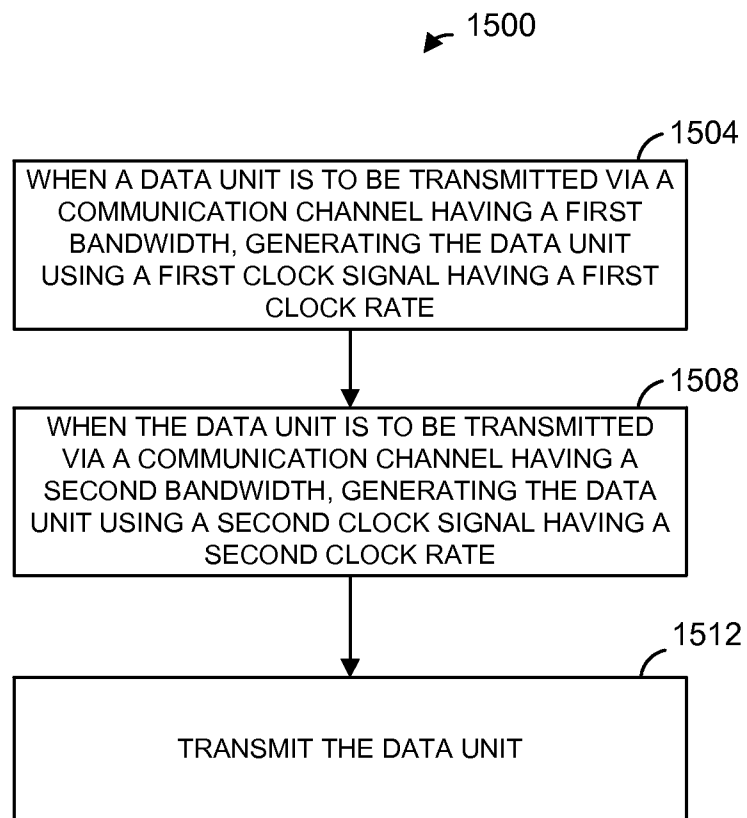 1500
1504
WHEN A DATA UNIT IS TO BE TRANSMITTED VIA A
COMMUNICATION CHANNEL HAVING A FIRST
BANDWIDTH, GENERATING THE DATA UNIT
USING A FIRST CLOCK SIGNAL HAVING A FIRST
CLOCK RATE
1508
WHEN THE DATA UNIT IS TO BE TRANSMITTED
VIA A COMMUNICATION CHANNEL HAVING A
SECOND BANDWIDTH, GENERATING THE DATA
UNIT USING A SECOND CLOCK SIGNAL HAVING A
SECOND CLOCK RATE
1512
TRANSMIT THE DATA UNIT